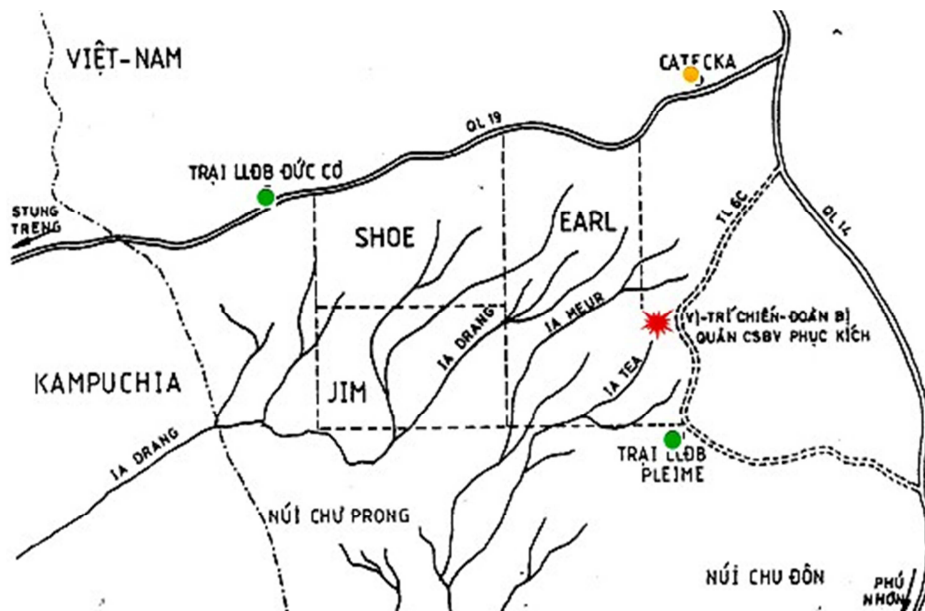 VIỆT-NAM
CATECKA
QL 19
TRẠI LLĐB ĐỨC CƠ
STUNG
TRENG
SHOE
EARL
TL 6C
QL 14
IA DRANG
IA MEUR
VỊ-TRÍ CHIẾN-ĐOÀN BỊ
QUÂN CSBV PHỤC KÍCH
KAMPUCHIA
JIM
IA TEA
IA DRANG
TRẠI LLĐB
PLEIME
NÚI CHƯ PRONG
NÚI CHU ĐÔN
PHÚ
NHƠN